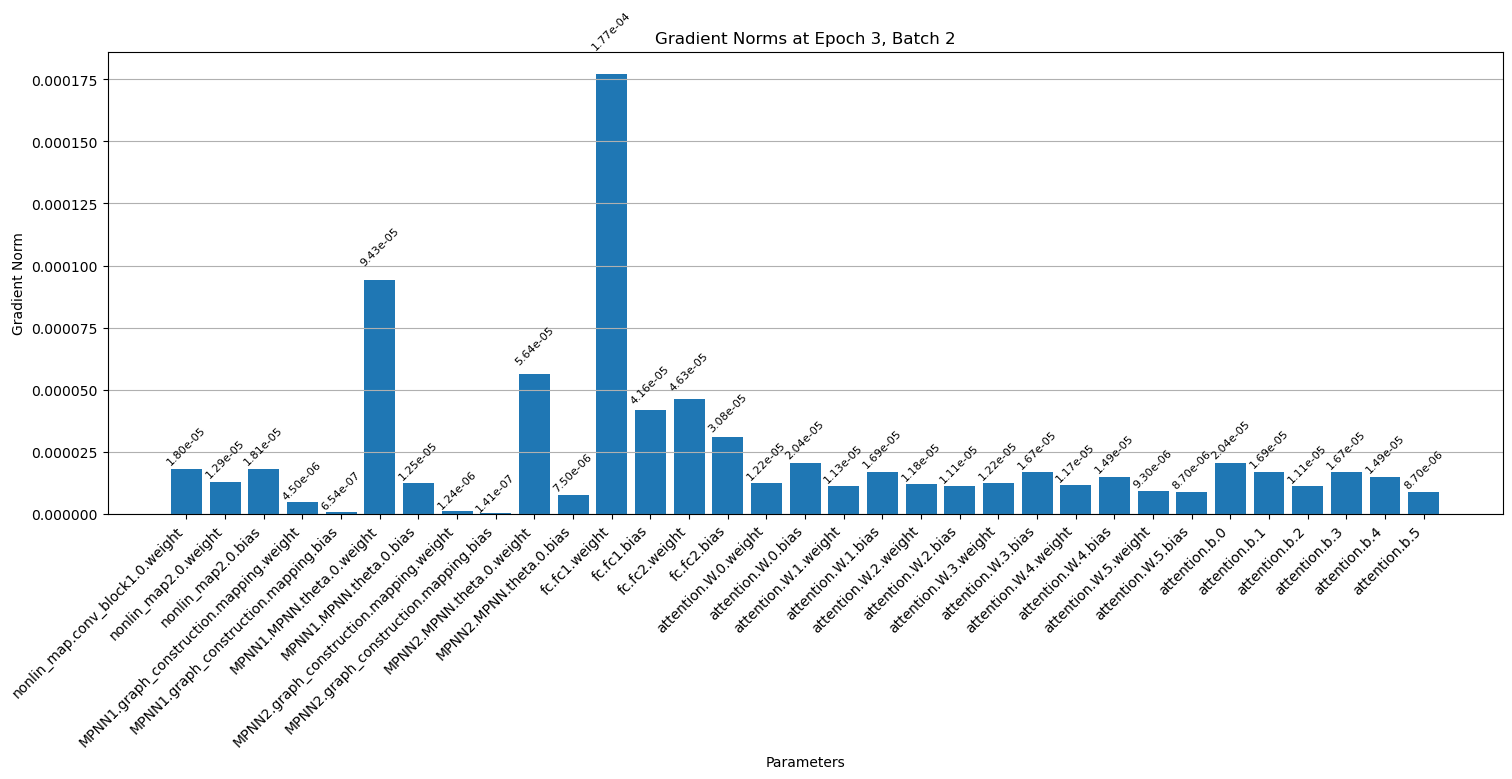 Gradient Norms at Epoch 3, Batch 2
Gradient Norm
0.000175
0.000150
0.000125
0.000100
0.000075
0.000050
0.000025
0.000000
1.80e-05
1.29e-05
1.81e-05
4.50e-06
6.54e-07
9.43e-05
1.25e-05
1.24e-06
1.41e-07
5.64e-05
7.50e-06
1.77e-04
4.16e-05
4.63e-05
3.08e-05
1.22e-05
2.04e-05
1.13e-05
1.69e-05
1.18e-05
1.11e-05
1.22e-05
1.67e-05
1.17e-05
1.49e-05
9.30e-06
8.70e-06
2.04e-05
1.69e-05
1.11e-05
1.67e-05
1.49e-05
8.70e-06
nonlin_map.conv_block1.0.weight
nonlin_map2.0.weight
nonlin_map2.0.bias
MPNN1.graph_construction.mapping.weight
MPNN1.graph_construction.mapping.bias
MPNN1.MPNN.theta.0.weight
MPNN1.MPNN.theta.0.bias
MPNN2.graph_construction.mapping.weight
MPNN2.graph_construction.mapping.bias
MPNN2.MPNN.theta.0.weight
MPNN2.MPNN.theta.0.bias
fc.fc1.weight
fc.fc1.bias
fc.fc2.weight
fc.fc2.bias
attention.W.0.weight
attention.W.0.bias
attention.W.1.weight
attention.W.1.bias
attention.W.2.weight
attention.W.2.bias
attention.W.3.weight
attention.W.3.bias
attention.W.4.weight
attention.W.4.bias
attention.W.5.weight
attention.W.5.bias
attention.b.0
attention.b.1
attention.b.2
attention.b.3
attention.b.4
attention.b.5
Parameters